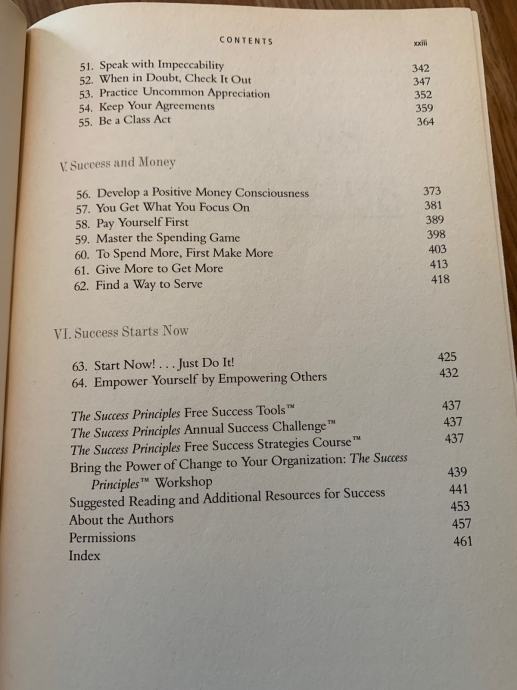 CONTENTS xxiii
51. Speak with Impeccability 342
52. When in Doubt, Check It Out 347
53. Practice Uncommon Appreciation 352
54. Keep Your Agreements 359
55. Be a Class Act 364
V. Success and Money
56. Develop a Positive Money Consciousness 373
57. You Get What You Focus On 381
58. Pay Yourself First 389
59. Master the Spending Game 398
60. To Spend More, First Make More 403
61. Give More to Get More 413
62. Find a Way to Serve 418
VI. Success Starts Now
63. Start Now! . . . Just Do It! 425
64. Empower Yourself by Empowering Others 432
The Success Principles Free Success Tools™ 437
The Success Principles Annual Success Challenge™ 437
The Success Principles Free Success Strategies Course™ 437
Bring the Power of Change to Your Organization: The Success
Principles™ Workshop 439
Suggested Reading and Additional Resources for Success 441
About the Authors 453
Permissions 457
Index 461